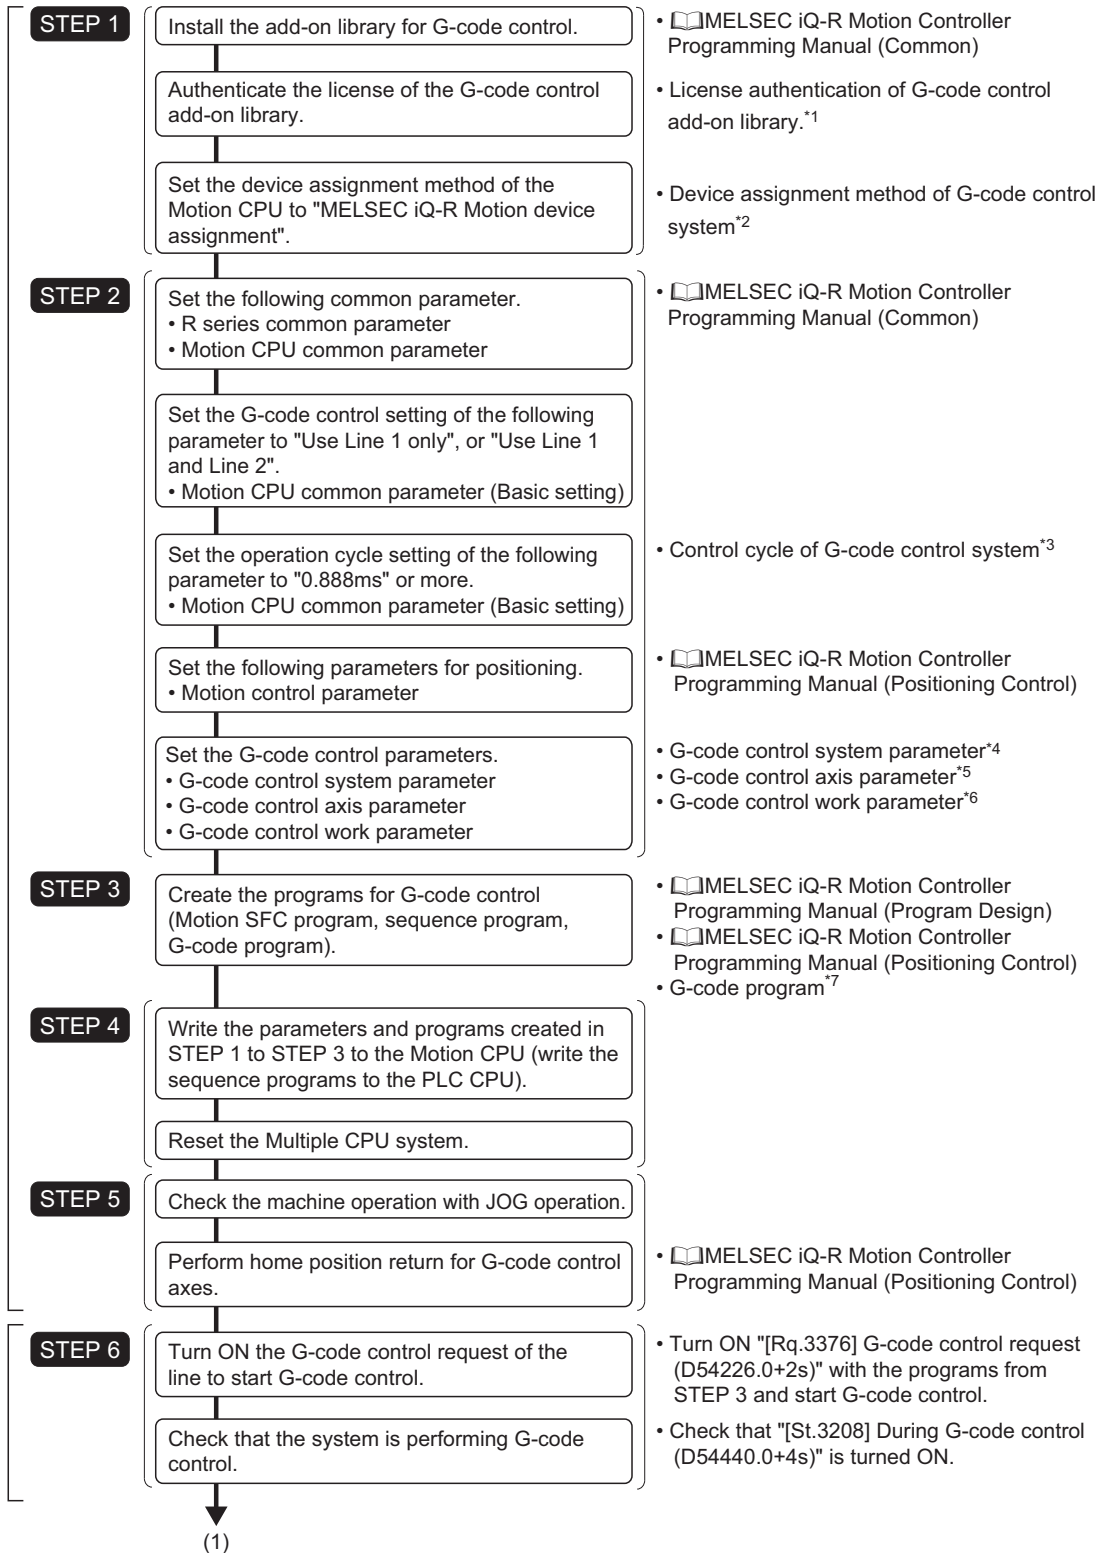 STEP 1
Install the add-on library for G-code control.
• MELSEC iQ-R Motion Controller
Programming Manual (Common)
Authenticate the license of the G-code control
add-on library.
• License authentication of G-code control
add-on library.*1
Set the device assignment method of the
Motion CPU to "MELSEC iQ-R Motion device
assignment".
• Device assignment method of G-code control
system*2
STEP 2
Set the following common parameter.
• R series common parameter
• Motion CPU common parameter
• MELSEC iQ-R Motion Controller
Programming Manual (Common)
Set the G-code control setting of the following
parameter to "Use Line 1 only", or "Use Line 1
and Line 2".
• Motion CPU common parameter (Basic setting)
Set the operation cycle setting of the following
parameter to "0.888ms" or more.
• Motion CPU common parameter (Basic setting)
• Control cycle of G-code control system*3
Set the following parameters for positioning.
• Motion control parameter
• MELSEC iQ-R Motion Controller
Programming Manual (Positioning Control)
Set the G-code control parameters.
• G-code control system parameter
• G-code control axis parameter
• G-code control work parameter
• G-code control system parameter*4
• G-code control axis parameter*5
• G-code control work parameter*6
STEP 3
Create the programs for G-code control
(Motion SFC program, sequence program,
G-code program).
• MELSEC iQ-R Motion Controller
Programming Manual (Program Design)
• MELSEC iQ-R Motion Controller
Programming Manual (Positioning Control)
• G-code program*7
STEP 4
Write the parameters and programs created in
STEP 1 to STEP 3 to the Motion CPU (write the
sequence programs to the PLC CPU).
Reset the Multiple CPU system.
STEP 5
Check the machine operation with JOG operation.
Perform home position return for G-code control
axes.
• MELSEC iQ-R Motion Controller
Programming Manual (Positioning Control)
STEP 6
Turn ON the G-code control request of the
line to start G-code control.
• Turn ON "[Rq.3376] G-code control request
(D54226.0+2s)" with the programs from
STEP 3 and start G-code control.
Check that the system is performing G-code
control.
• Check that "[St.3208] During G-code control
(D54440.0+4s)" is turned ON.
(1)